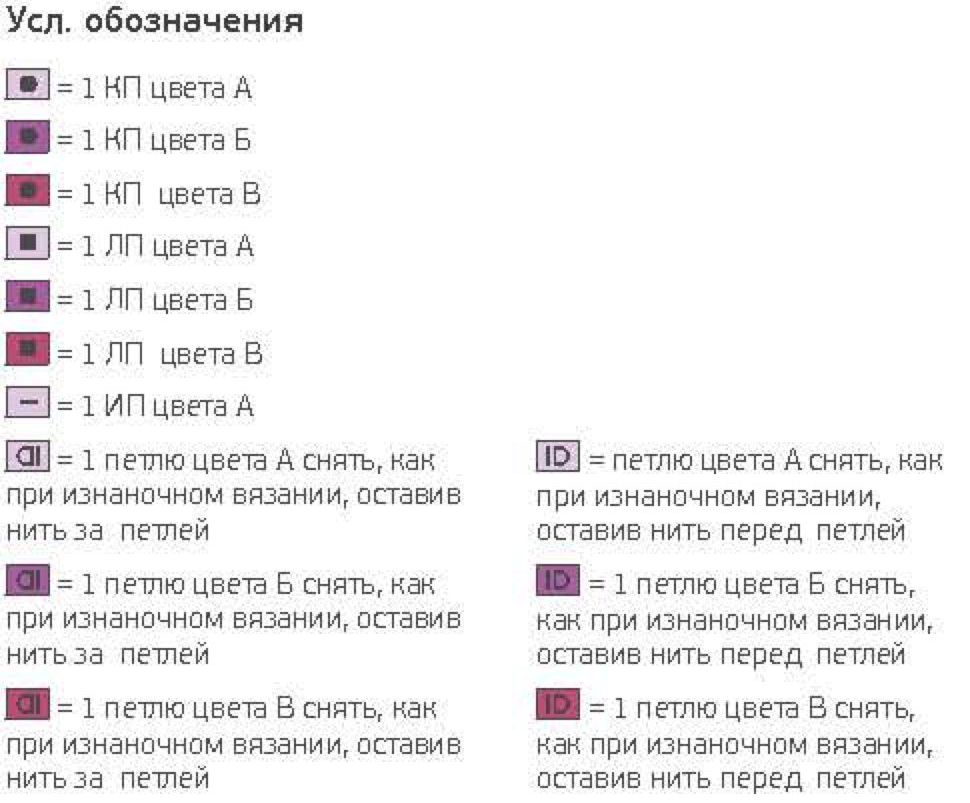 Усл. обозначения
= 1 КП цвета А
= 1 КП цвета Б
= 1 КП цвета В
= 1 ЛП цвета А
= 1 ЛП цвета Б
= 1 ЛП цвета В
= 1 ИП цвета А
= 1 петлю цвета А снять, как
при изнаночном вязании, оставив
нить за петлей
= 1 петлю цвета Б снять, как
при изнаночном вязании, оставив
нить за петлей
= 1 петлю цвета В снять, как
при изнаночном вязании, оставив
нить за петлей
= петлю цвета А снять, как
при изнаночном вязании,
оставив нить перед петлей
= 1 петлю цвета Б снять,
как при изнаночном вязании,
оставив нить перед петлей
= 1 петлю цвета В снять,
как при изнаночном вязании,
оставив нить перед петлей